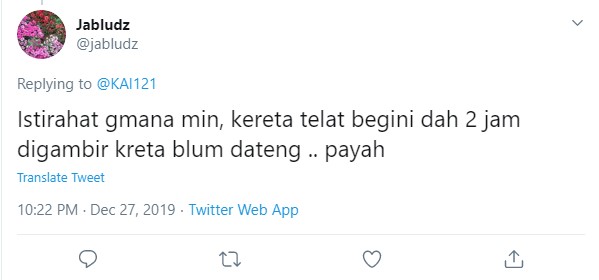 Jabludz
@jabludz
Replying to @KAI121
Istirahat gmana min, kereta telat begini dah 2 jam
digambir kreta blum dateng .. payah
Translate Tweet
10:22 PM · Dec 27, 2019 · Twitter Web App